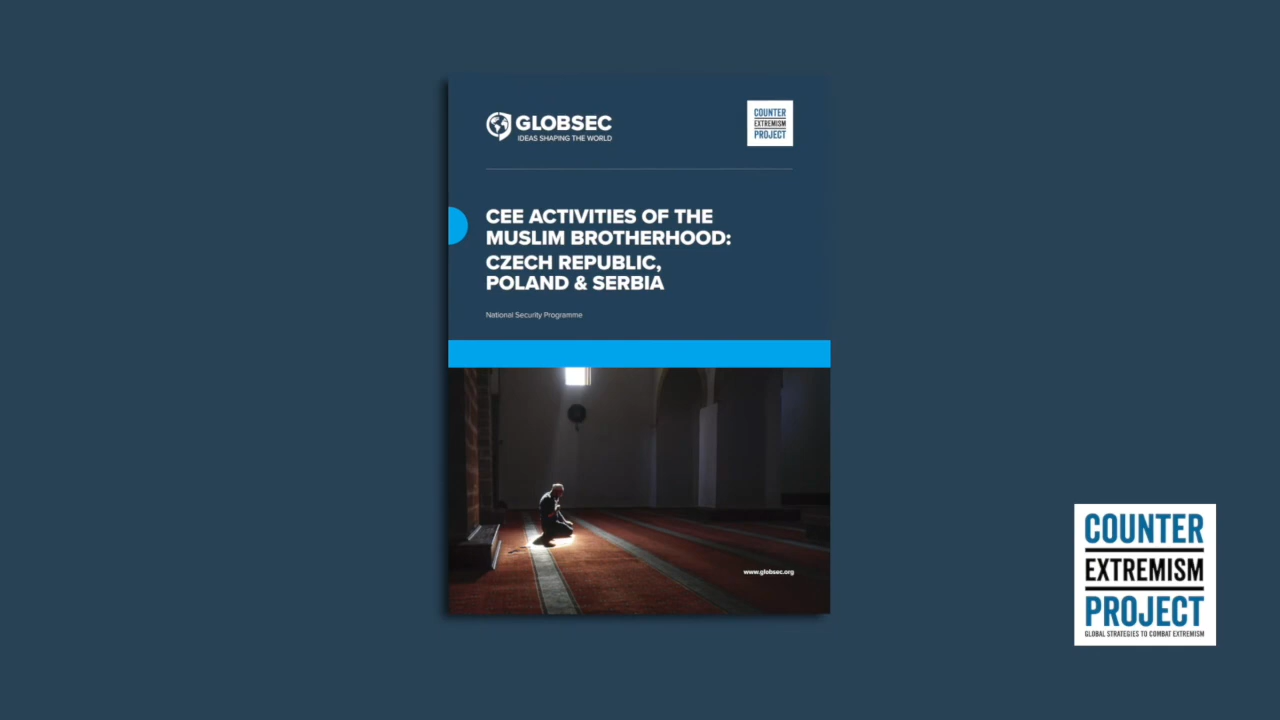 GLOBSEC
IDEAS SHAPING THE WORLD
COUNTER
EXTREMISM
PROJECT
CEE ACTIVITIES OF THE
MUSLIM BROTHERHOOD:
CZECH REPUBLIC,
POLAND & SERBIA
National Security Programme
www.globsec.org
COUNTER
EXTREMISM
PROJECT
GLOBAL STRATEGIES TO COMBAT EXTREMISM